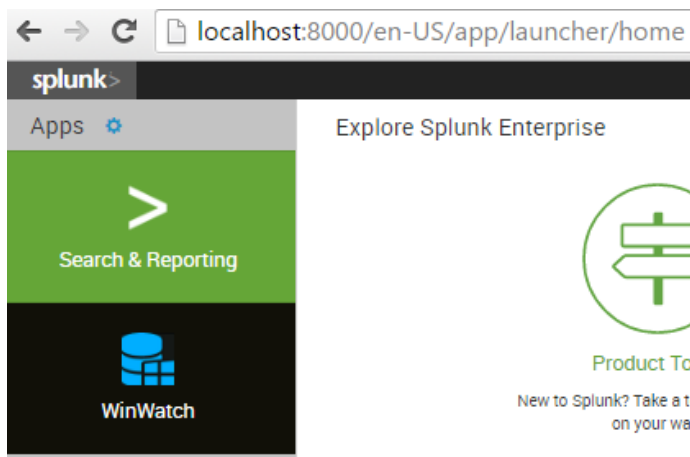 localhost:8000/en-US/app/launcher/home
splunk>
Apps
Explore Splunk Enterprise
>
Search & Reporting
WinWatch
Product To
New to Splunk? Take a t
on your wa